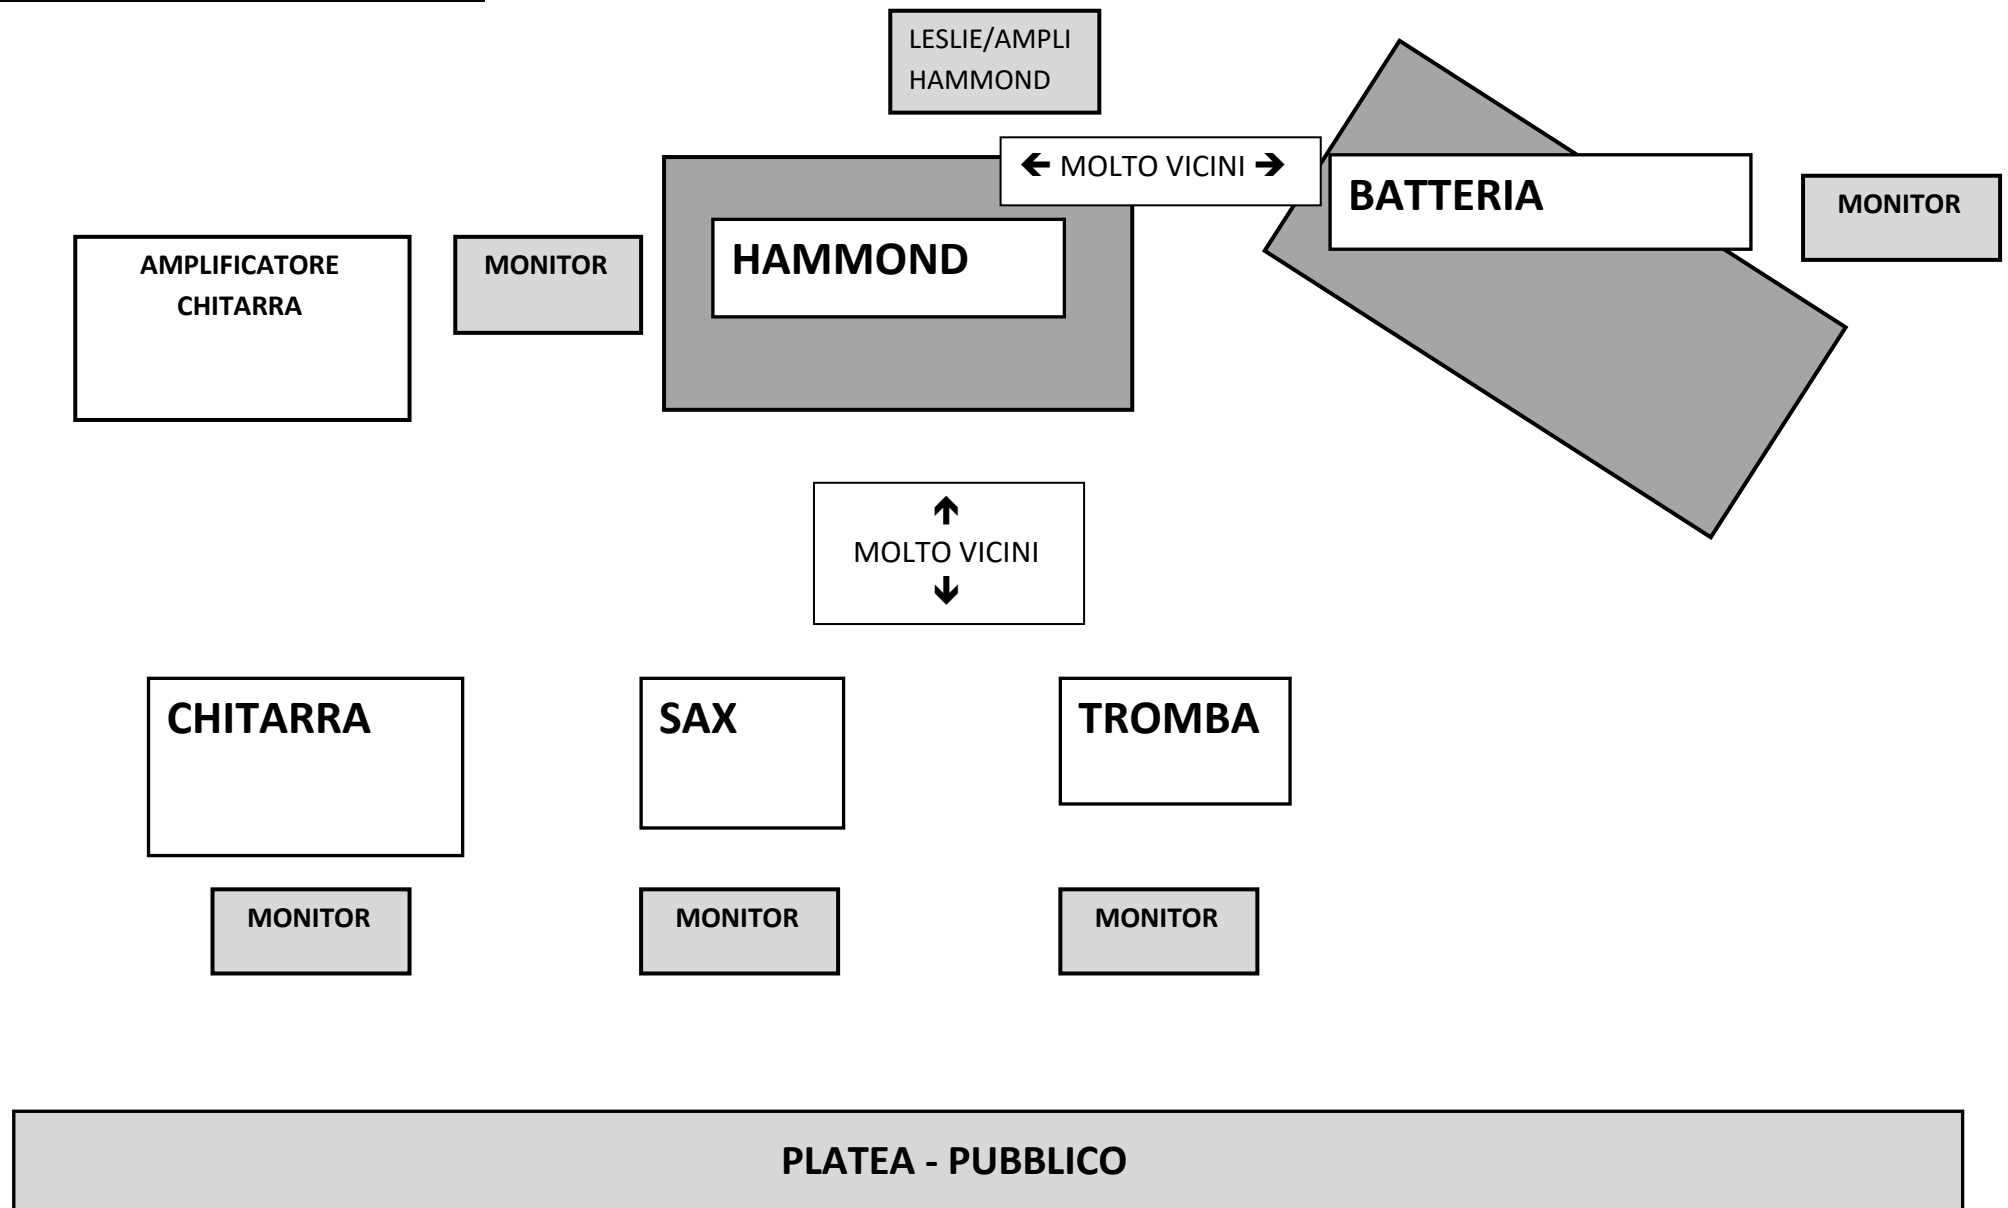 LESLIE/AMPLI
HAMMOND
🡸 MOLTO VICINI 🡺
BATTERIA
MONITOR
AMPLIFICATORE
CHITARRA
MONITOR
HAMMOND
🡹
MOLTO VICINI
🡻
CHITARRA
SAX
TROMBA
MONITOR
MONITOR
MONITOR
PLATEA - PUBBLICO